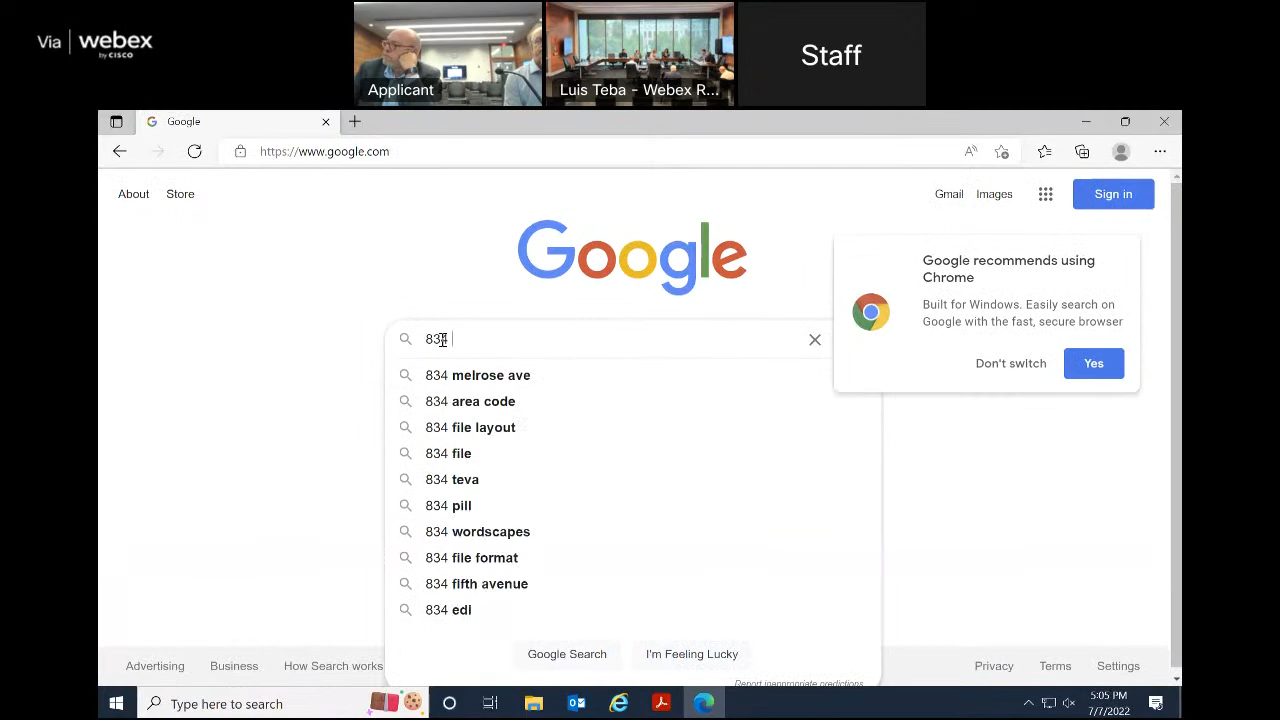 Via | webex
by CISCO
Applicant
Luis Teba - Webex R...
Staff
Google
https://www.google.com
About
Store
Gmail
Images
Sign in
Google
Google recommends using
Chrome
Built for Windows. Easily search on
Google with the fast, secure browser
Don't switch
Yes
834
834 melrose ave
834 area code
834 file layout
834 file
834 teva
834 pill
834 wordscapes
834 file format
834 fifth avenue
834 edi
Google Search
I'm Feeling Lucky
Report inappropriate predictions
Advertising
Business
How Search works
Privacy
Terms
Settings
Type here to search
5:05 PM
7/7/2022